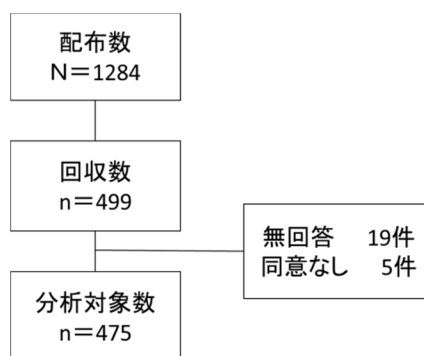 配布数
N＝1284
回収数
n＝499
無回答　19件
同意なし　5件
分析対象数
n＝475